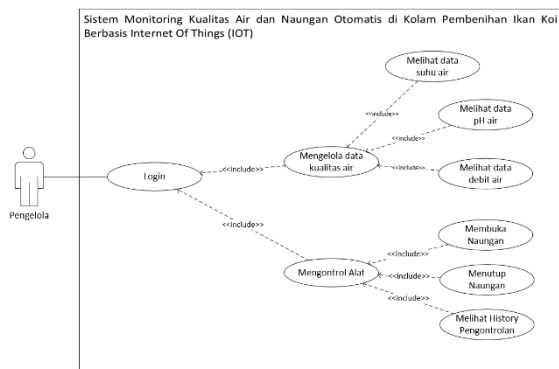 Sistem Monitoring Kualitas Air dan Naungan Otomatis di Kolam Pembenihan Ikan Koi
Berbasis Internet Of Things (IOT)
Melihat data
suhu air
<<include>>
Melihat data
pH air
<<include>>
Mengelola data
kualitas air
<<include>>
Login
<<include>>
Melihat data
debit air
Pengelola
<<include>>
Membuka
Naungan
<<include>>
Mengontrol Alat
<<include>>
Menutup
Naungan
<<include>>
Melihat History
Pengontrolan